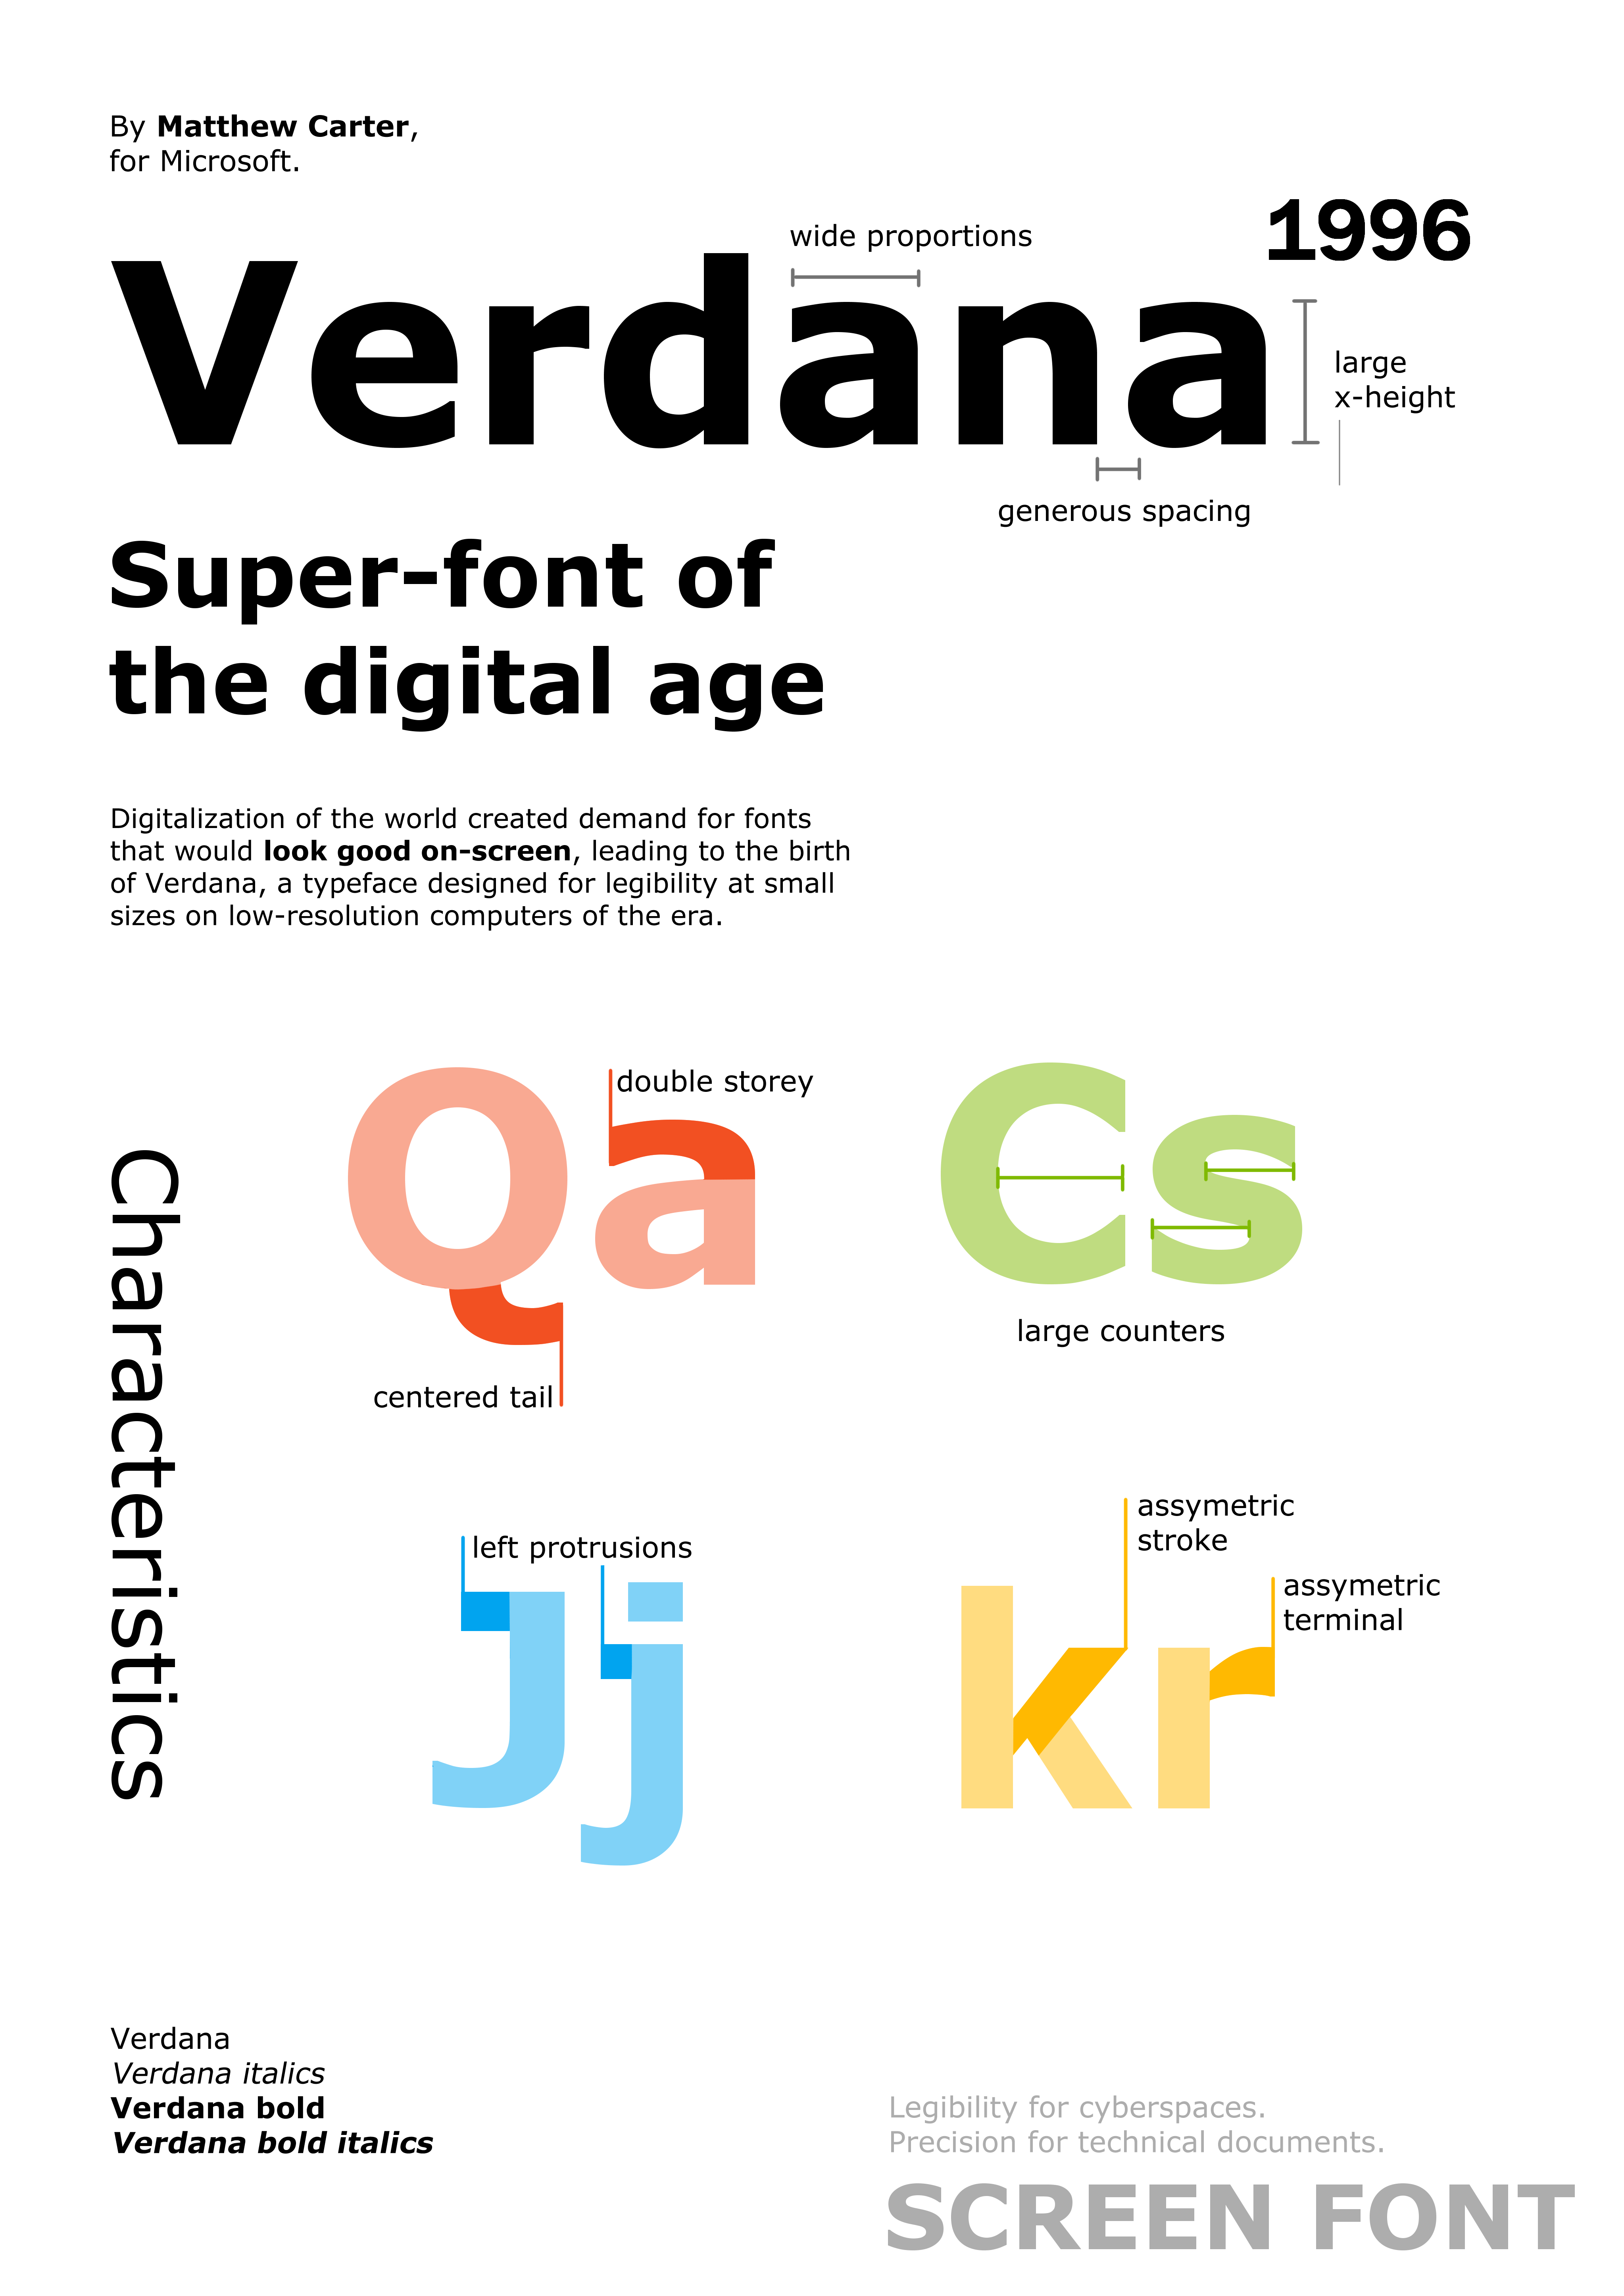 By Matthew Carter,
for Microsoft.
1996
wide proportions
Verdana
large
x-height
generous spacing
Super-font of
the digital age
Digitalization of the world created demand for fonts
that would look good on-screen, leading to the birth
of Verdana, a typeface designed for legibility at small
sizes on low-resolution computers of the era.
Characteristics
double storey
Qa
centered tail
Cs
large counters
left protrusions
Jj
assymetric
stroke
assymetric
terminal
kr
Verdana
Verdana italics
Verdana bold
Verdana bold italics
Legibility for cyberspaces.
Precision for technical documents.
SCREEN FONT